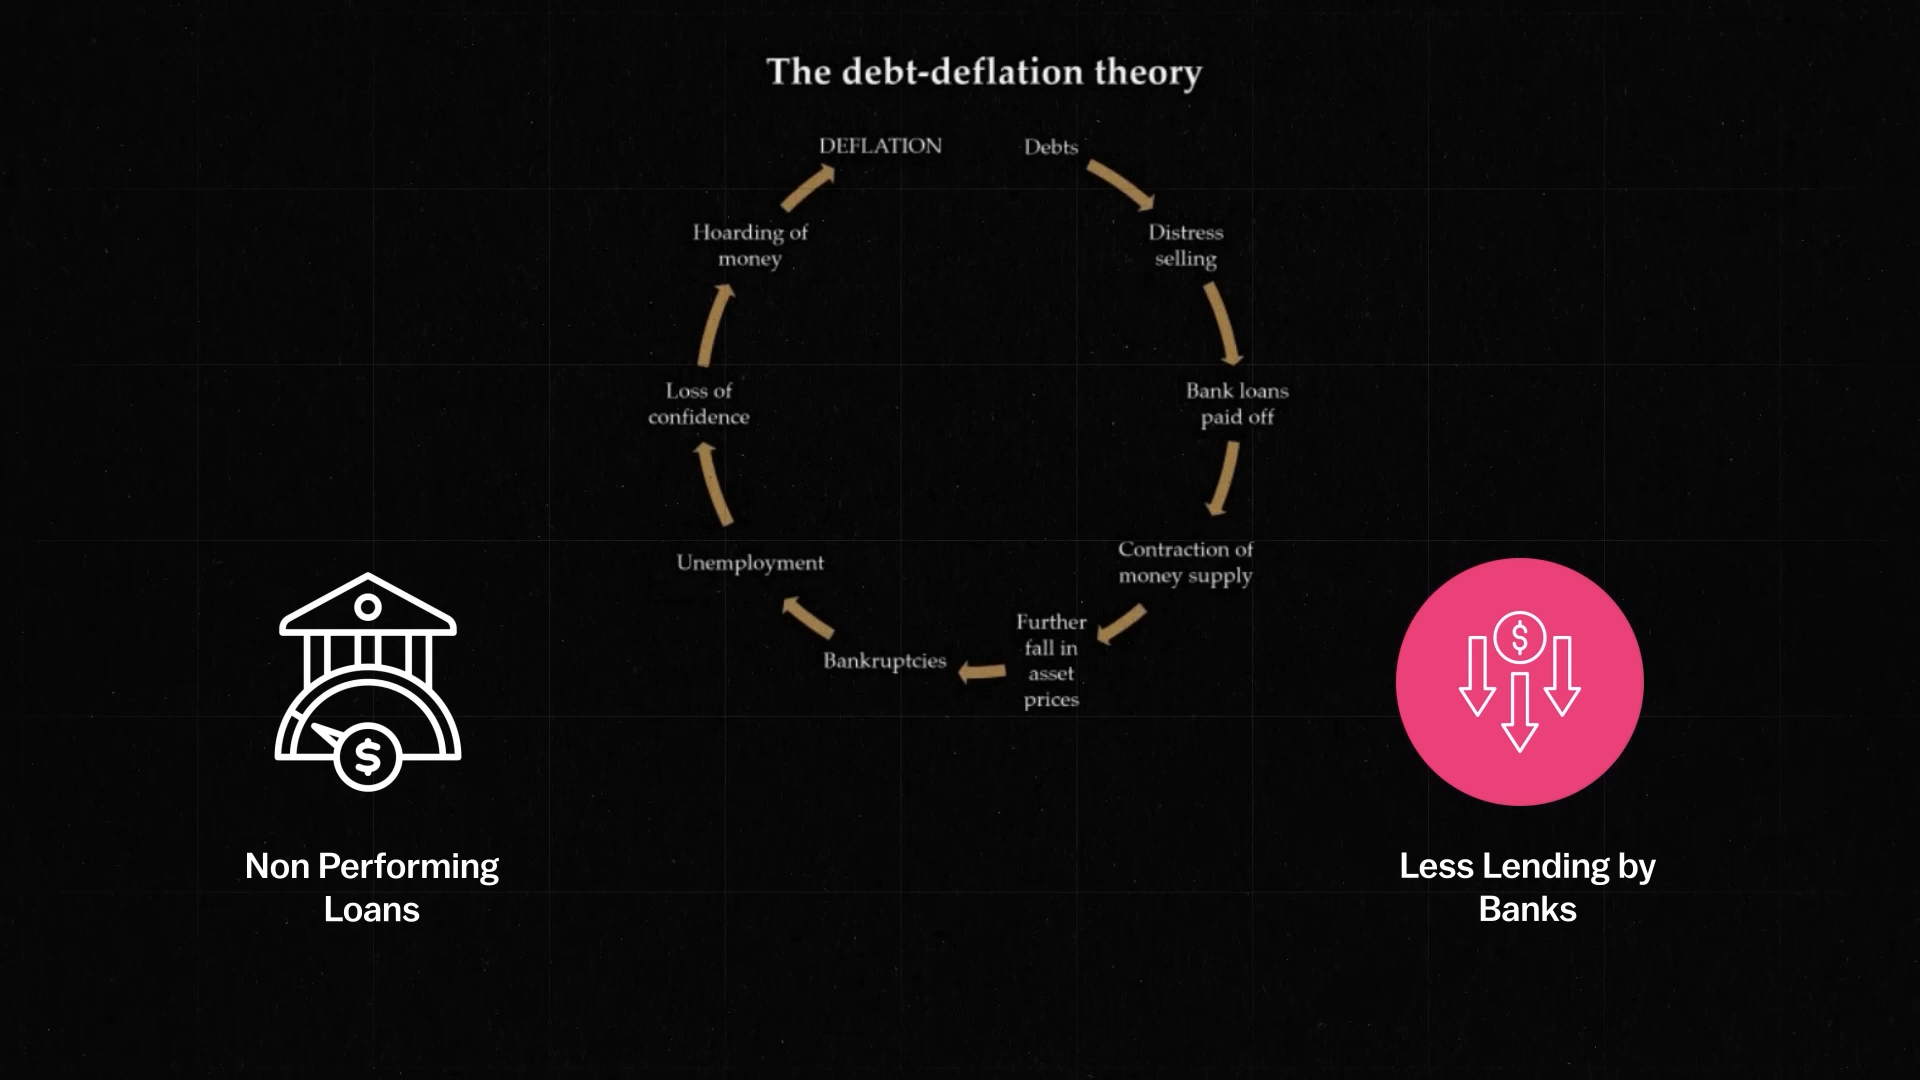 The debt-deflation theory
DEFLATION
Debts
Distress
selling
Bank loans
paid off
Contraction of
money supply
Further
fall in
asset
prices
Bankruptcies
Unemployment
Loss of
confidence
Hoarding of
money
$
Non Performing
Loans
$
Less Lending by
Banks